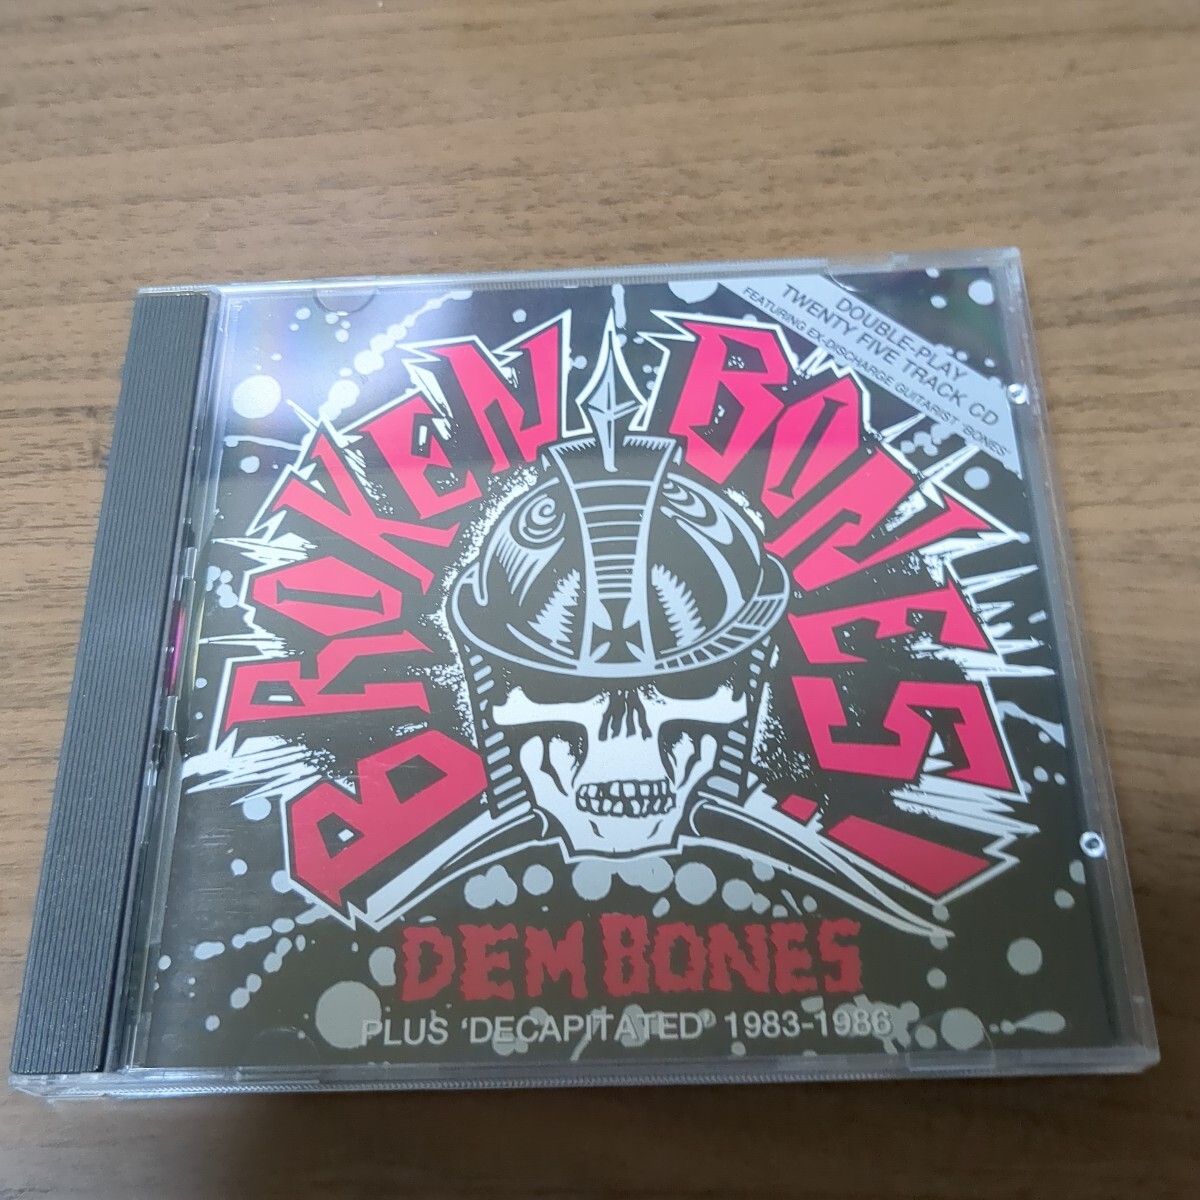 DOUBLE-PLAY
TWENTY FIVE TRACK CD
FEATURING EX-DISCHARGE GUITARIST 'BONES'
BROKEN BONES!
DEM BONES
PLUS 'DECAPITATED' 1983-1986